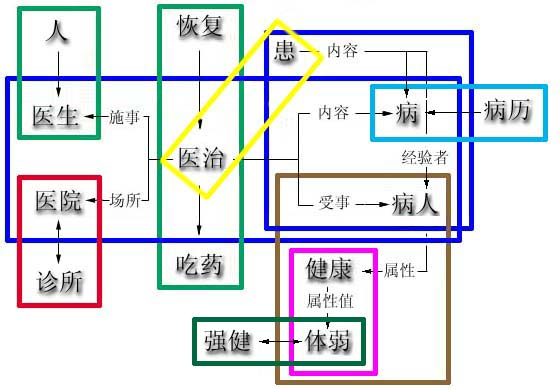 人
恢复
患
内容
医生
施事
内容
病
病历
医治
经验者
医院
场所
受事
病人
诊所
吃药
健康
属性
属性值
强健
体弱